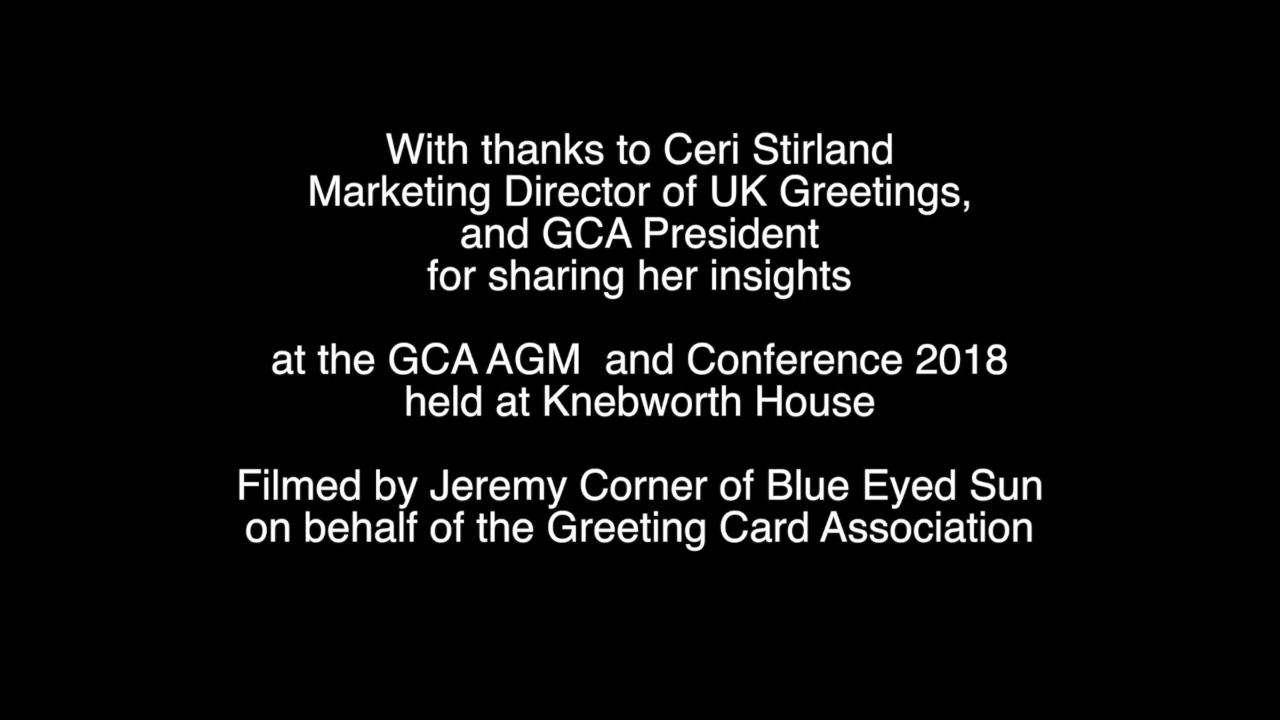 With thanks to Ceri Stirland
Marketing Director of UK Greetings,
and GCA President
for sharing her insights
at the GCA AGM  and Conference 2018
held at Knebworth House
Filmed by Jeremy Corner of Blue Eyed Sun
on behalf of the Greeting Card Association